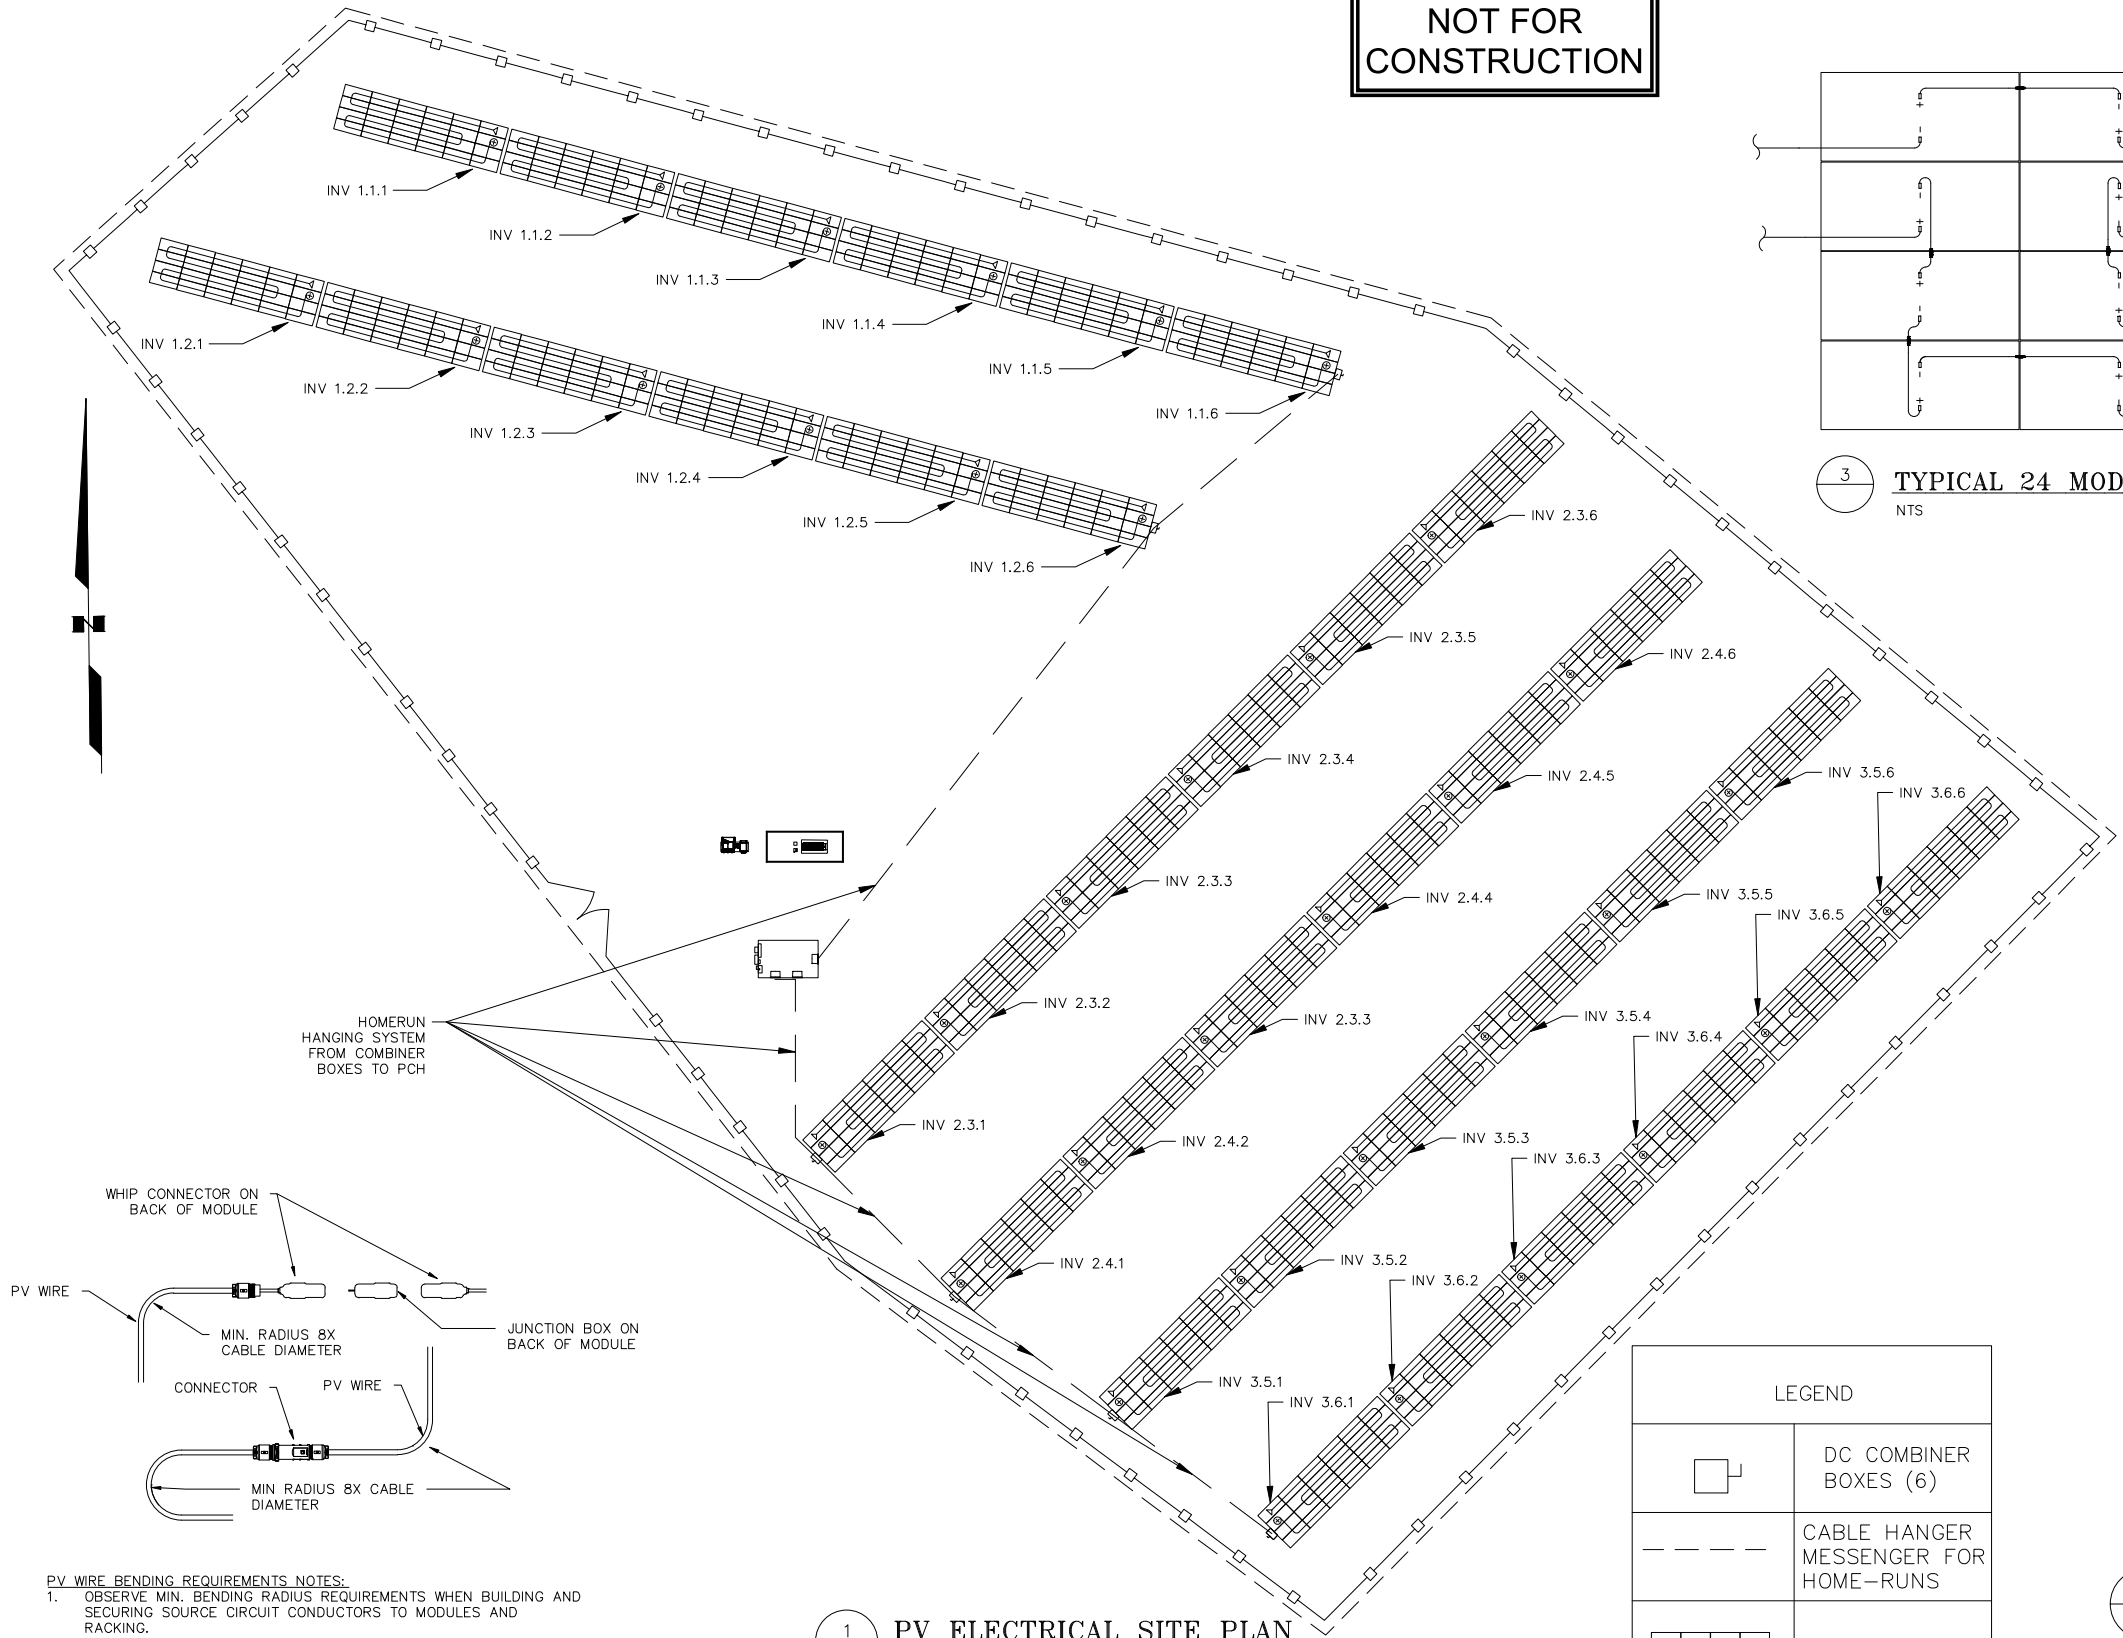 NOT FOR
CONSTRUCTION
INV 1.1.1
INV 1.1.2
INV 1.1.3
INV 1.1.4
INV 1.1.5
INV 1.1.6
INV 1.2.1
INV 1.2.2
INV 1.2.3
INV 1.2.4
INV 1.2.5
INV 1.2.6
3
TYPICAL 24 MOD
NTS
N
INV 2.3.6
INV 2.3.5
INV 2.3.4
INV 2.3.3
INV 2.3.2
INV 2.3.1
INV 2.4.6
INV 2.4.5
INV 2.4.4
INV 2.3.3
INV 2.4.2
INV 2.4.1
INV 3.5.6
INV 3.5.5
INV 3.5.4
INV 3.5.3
INV 3.5.2
INV 3.5.1
INV 3.6.6
INV 3.6.5
INV 3.6.4
INV 3.6.3
INV 3.6.2
INV 3.6.1
HOMERUN
HANGING SYSTEM
FROM COMBINER
BOXES TO PCH
WHIP CONNECTOR ON
BACK OF MODULE
PV WIRE
MIN. RADIUS 8X
CABLE DIAMETER
JUNCTION BOX ON
BACK OF MODULE
CONNECTOR
PV WIRE
MIN RADIUS 8X CABLE
DIAMETER
PV WIRE BENDING REQUIREMENTS NOTES:
1. OBSERVE MIN. BENDING RADIUS REQUIREMENTS WHEN BUILDING AND
SECURING SOURCE CIRCUIT CONDUCTORS TO MODULES AND
RACKING.
1
PV ELECTRICAL SITE PLAN
LEGEND
DC COMBINER
BOXES (6)
CABLE HANGER
MESSENGER FOR
HOME-RUNS